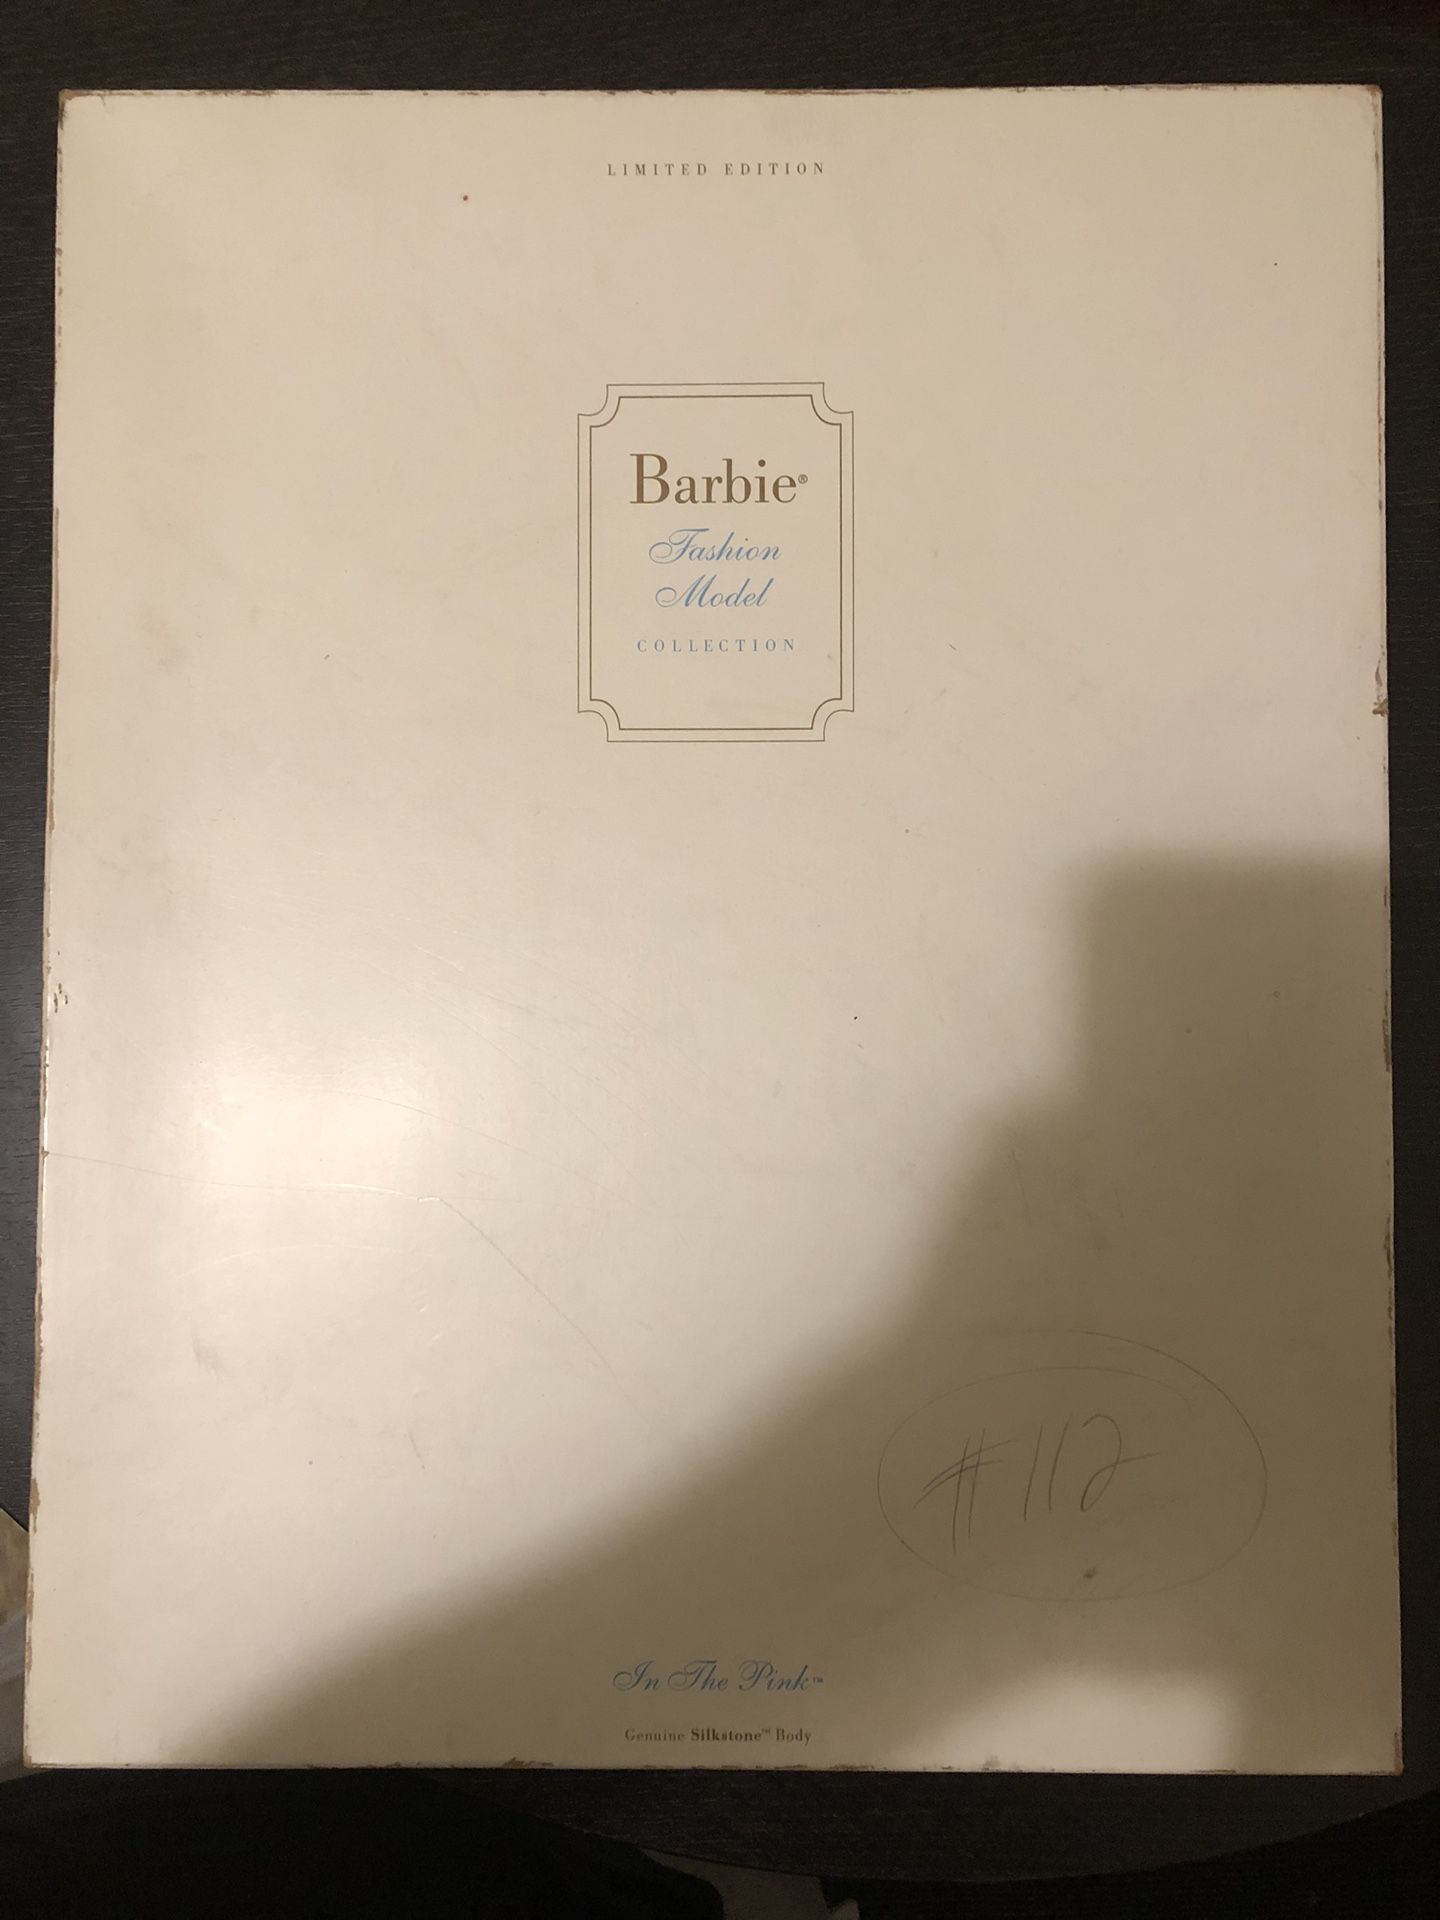 LIMITED EDITION
Barbie®
Fashion
Model
COLLECTION
#112
In The Pink™
Genuine Silkstone™ Body